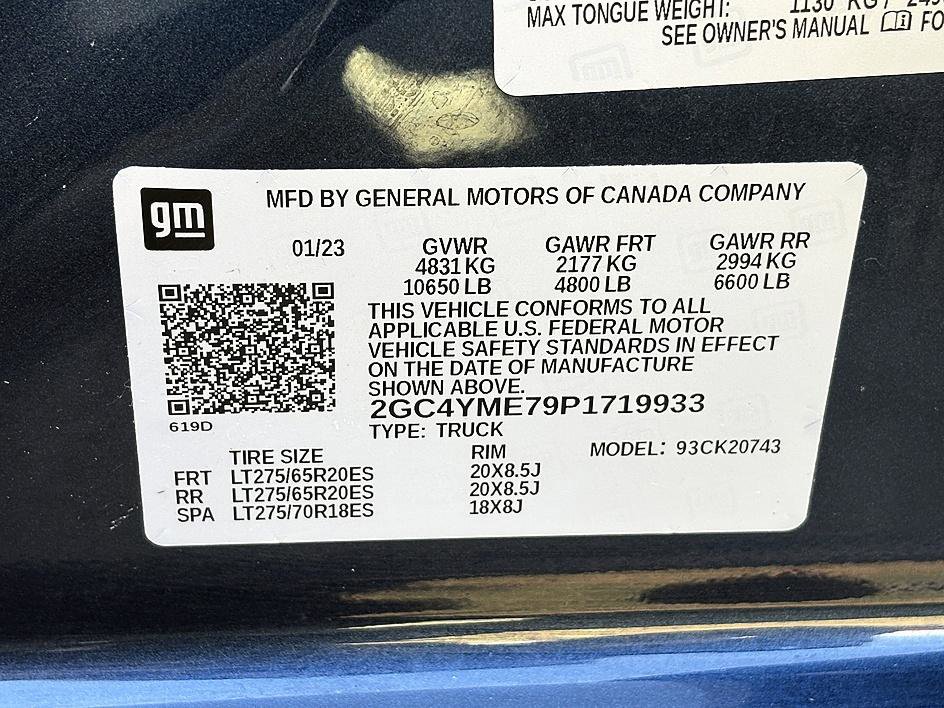 MAX TONGUE WEIGHT: 1130 KG /
SEE OWNER'S MANUAL
gm
MFD BY GENERAL MOTORS OF CANADA COMPANY
01/23 GVWR GAWR FRT GAWR RR
4831 KG 2177 KG 2994 KG
10650 LB 4800 LB 6600 LB
THIS VEHICLE CONFORMS TO ALL
APPLICABLE U.S. FEDERAL MOTOR
VEHICLE SAFETY STANDARDS IN EFFECT
ON THE DATE OF MANUFACTURE
SHOWN ABOVE.
2GC4YME79P1719933
619D
TYPE: TRUCK
TIRE SIZE RIM MODEL: 93CK20743
FRT LT275/65R20ES 20X8.5J
RR LT275/65R20ES 20X8.5J
SPA LT275/70R18ES 18X8J